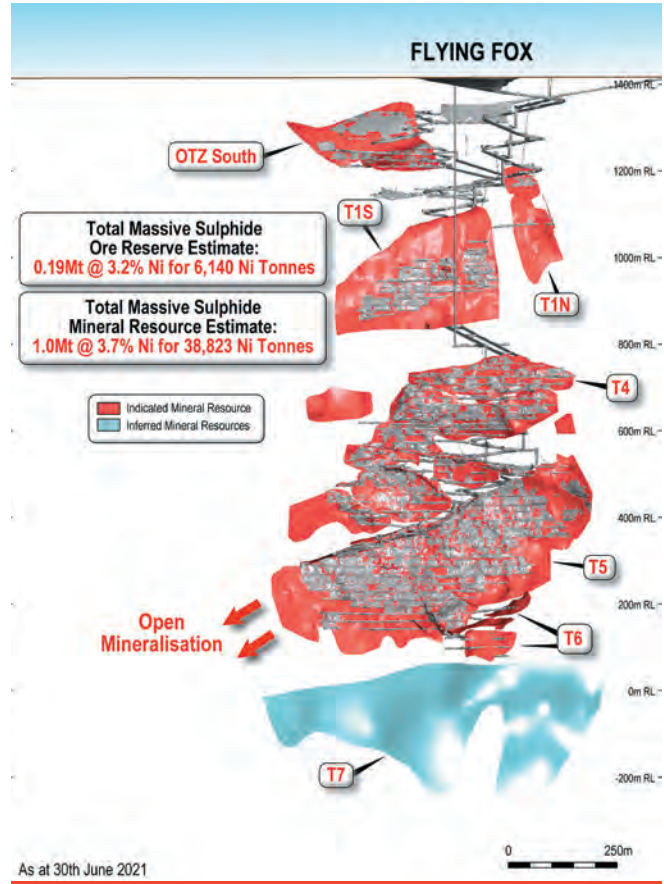 FLYING FOX
1400m RL
OTZ South
1200m RL
T1S
Total Massive Sulphide
Ore Reserve Estimate:
0.19Mt @ 3.2% Ni for 6,140 Ni Tonnes
1000m RL
T1N
Total Massive Sulphide
Mineral Resource Estimate:
1.0Mt @ 3.7% Ni for 38,823 Ni Tonnes
800m RL
T4
Indicated Mineral Resource
Inferred Mineral Resources
600m RL
400m RL
T5
200m RL
Open
Mineralisation
T6
0m RL
T7
-200m RL
0 250m
As at 30th June 2021